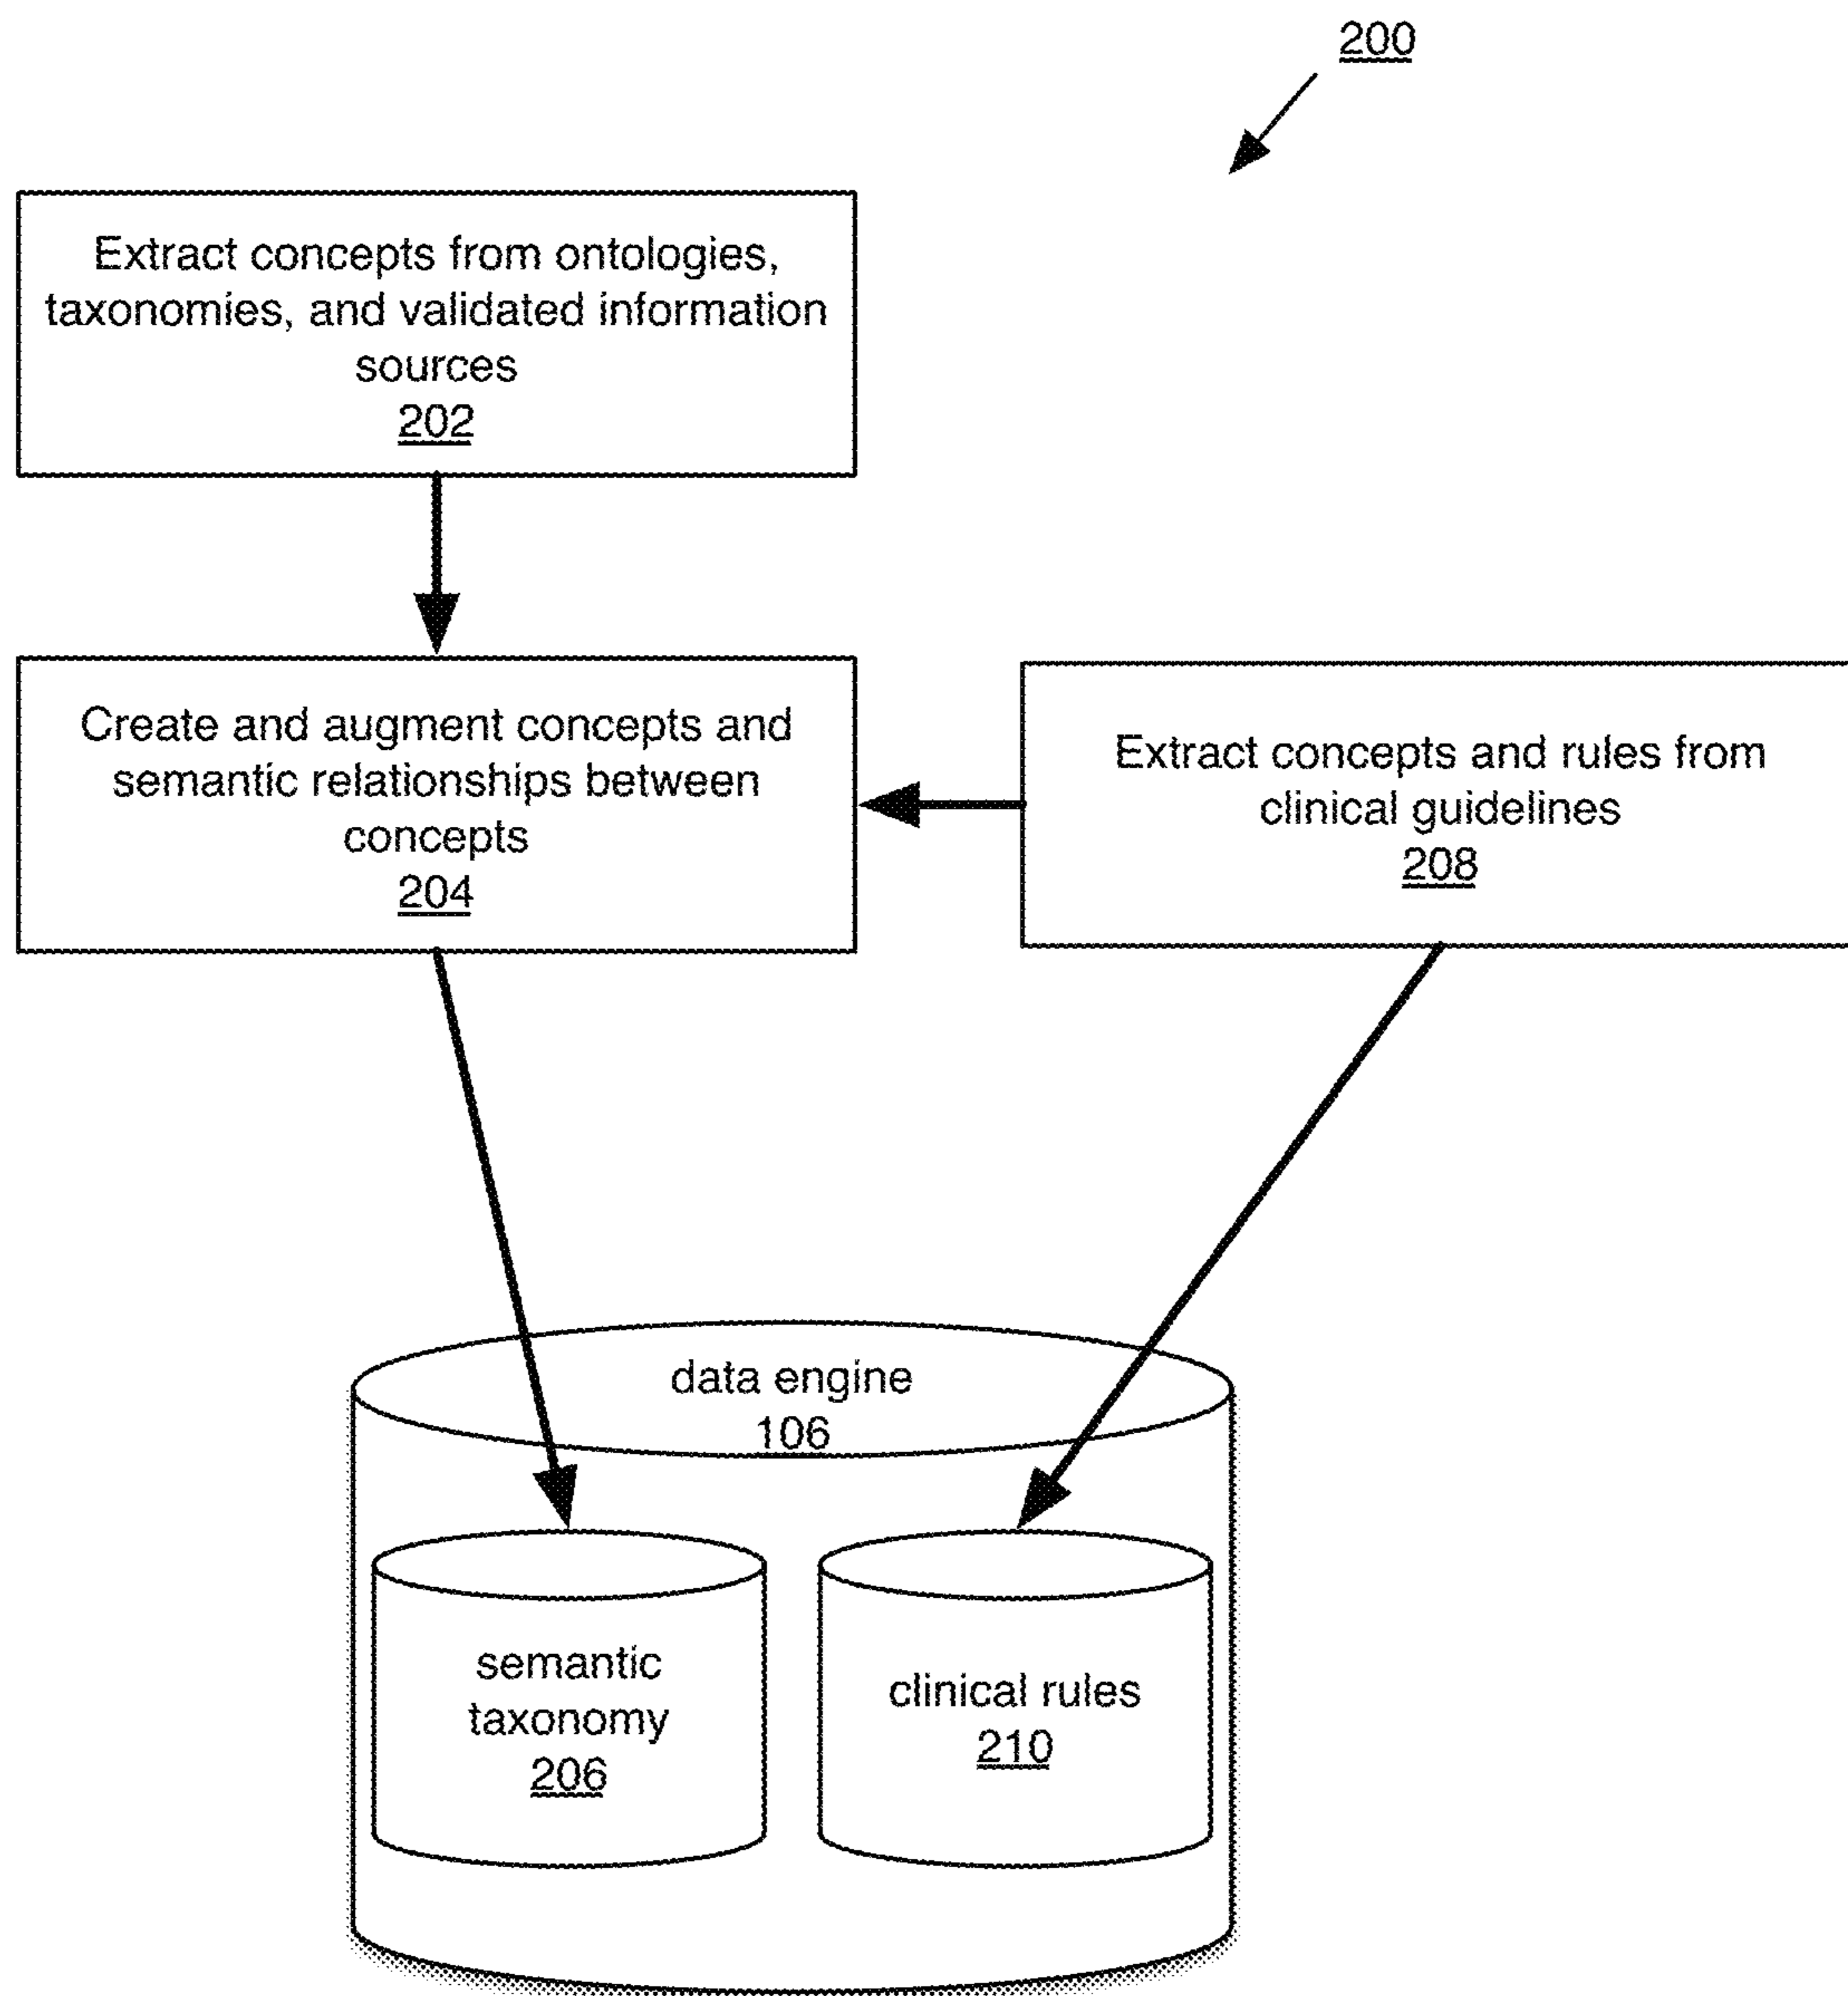 200
Extract concepts from ontologies,
taxonomies, and validated information
sources
202
Create and augment concepts and
semantic relationships between
concepts
204
Extract concepts and rules from
clinical guidelines
208
data engine
106
semantic
taxonomy
206
clinical rules
210